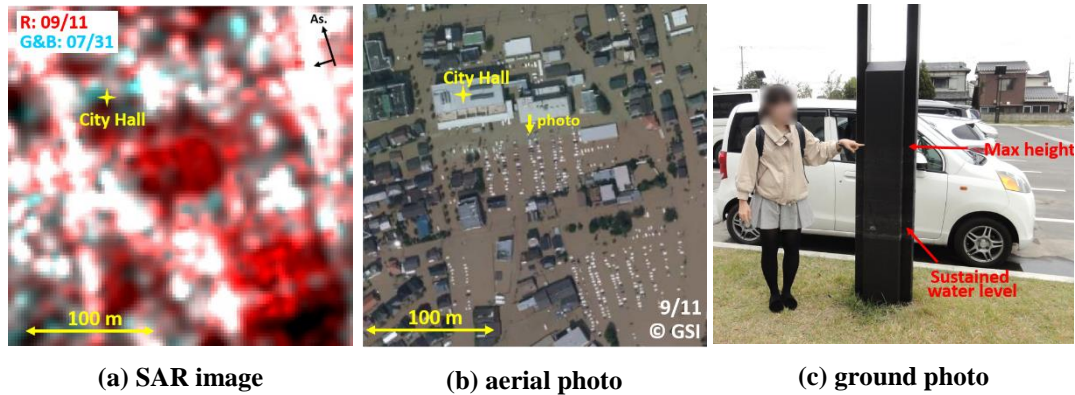 R: 09/11
G&B: 07/31
As.
City Hall
100 m
City Hall
photo
100 m
9/11
© GSI
Max height
Sustained
water level
(a) SAR image
(b) aerial photo
(c) ground photo